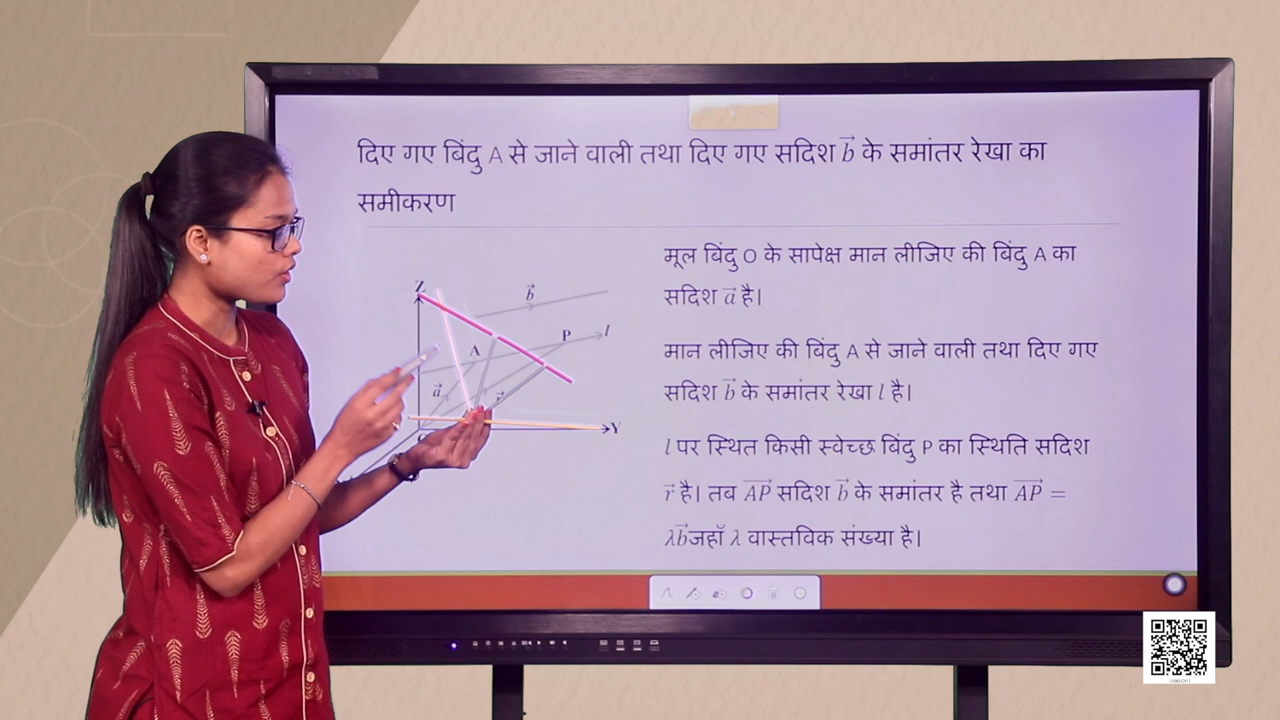 दिए गए बिंदु A से जाने वाली तथा दिए गए सदिश b⃗ के समांतर रेखा का
समीकरण
मूल बिंदु O के सापेक्ष मान लीजिए की बिंदु A का
सदिश a⃗ है।
मान लीजिए की बिंदु A से जाने वाली तथा दिए गए
सदिश b⃗ के समांतर रेखा l है।
l पर स्थित किसी स्वेच्छ बिंदु P का स्थिति सदिश
r⃗ है। तब AP⃗ सदिश b⃗ के समांतर है तथा AP⃗ =
λb⃗जहाँ λ वास्तविक संख्या है।
Z
b⃗
P
l
A
a⃗
Y